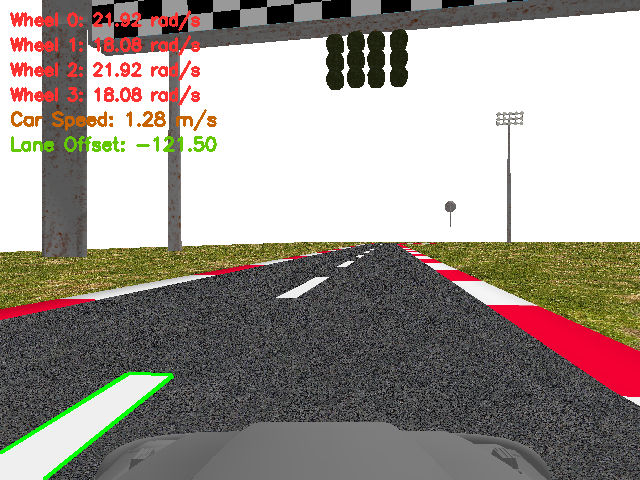 Wheel 0: 21.92 rad/s
Wheel 1: 18.08 rad/s
Wheel 2: 21.92 rad/s
Wheel 3: 18.08 rad/s
Car Speed: 1.28 m/s
Lane Offset: -121.50